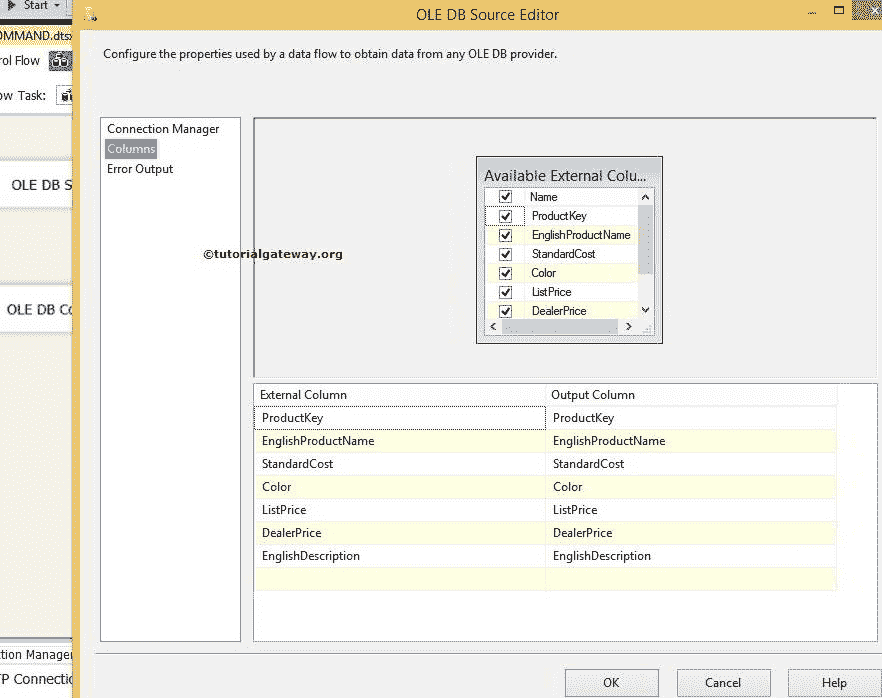 Start
OLE DB Source Editor
OMMAND.dtsx
Configure the properties used by a data flow to obtain data from any OLE DB provider.
rol Flow
ow Task:
Connection Manager
Columns
Error Output
OLE DB S
OLE DB Co
Available External Colu...
Name
ProductKey
EnglishProductName
StandardCost
Color
ListPrice
DealerPrice
©tutorialgateway.org
External Column Output Column
ProductKey ProductKey
EnglishProductName EnglishProductName
StandardCost StandardCost
Color Color
ListPrice ListPrice
DealerPrice DealerPrice
EnglishDescription EnglishDescription
ction Manager
TP Connectio
OK Cancel Help